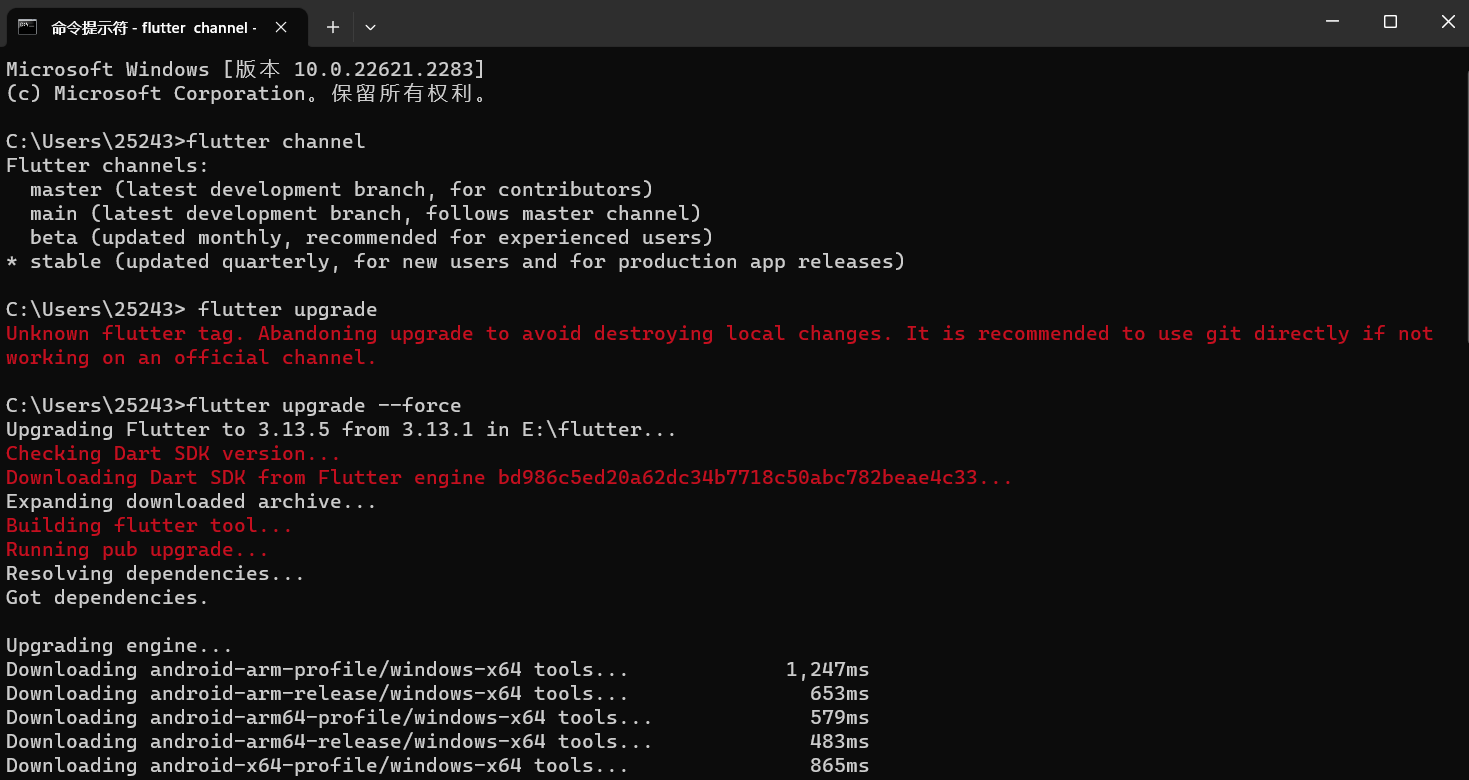 命令提示符 - flutter  channel -
Microsoft Windows [版本 10.0.22621.2283]
(c) Microsoft Corporation。保留所有权利。
C:\Users\25243>flutter channel
Flutter channels:
  master (latest development branch, for contributors)
  main (latest development branch, follows master channel)
  beta (updated monthly, recommended for experienced users)
* stable (updated quarterly, for new users and for production app releases)
C:\Users\25243> flutter upgrade
Unknown flutter tag. Abandoning upgrade to avoid destroying local changes. It is recommended to use git directly if not
working on an official channel.
C:\Users\25243>flutter upgrade --force
Upgrading Flutter to 3.13.5 from 3.13.1 in E:\flutter...
Checking Dart SDK version...
Downloading Dart SDK from Flutter engine bd986c5ed20a62dc34b7718c50abc782beae4c33...
Expanding downloaded archive...
Building flutter tool...
Running pub upgrade...
Resolving dependencies...
Got dependencies.
Upgrading engine...
Downloading android-arm-profile/windows-x64 tools...             1,247ms
Downloading android-arm-release/windows-x64 tools...               653ms
Downloading android-arm64-profile/windows-x64 tools...             579ms
Downloading android-arm64-release/windows-x64 tools...             483ms
Downloading android-x64-profile/windows-x64 tools...               865ms